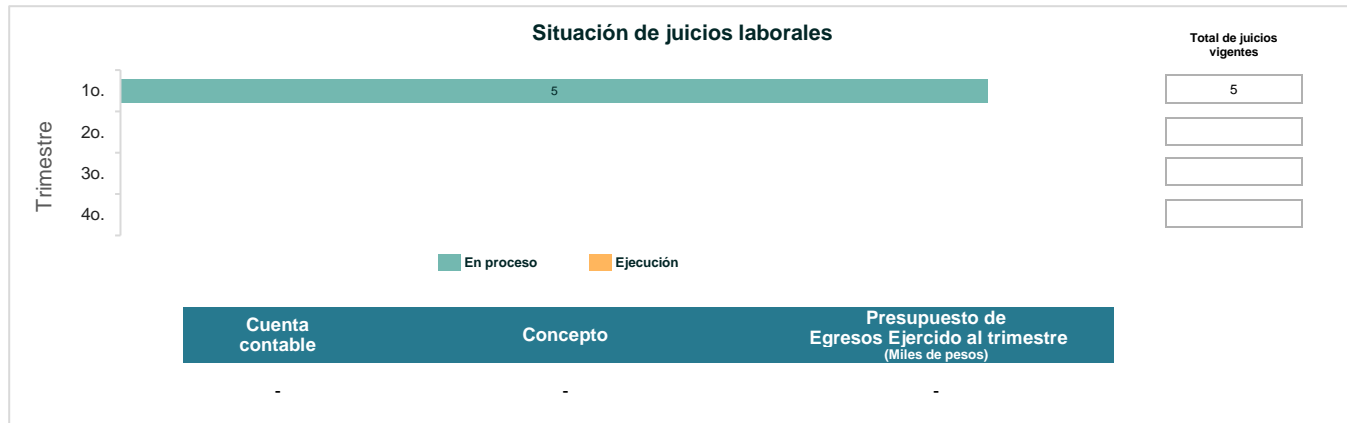 Situación de juicios laborales
Total de juicios
vigentes
Trimestre
1o.
5
5
2o.
3o.
4o.
En proceso
Ejecución
Cuenta
contable
Concepto
Presupuesto de
Egresos Ejercido al trimestre
(Miles de pesos)
-
-
-